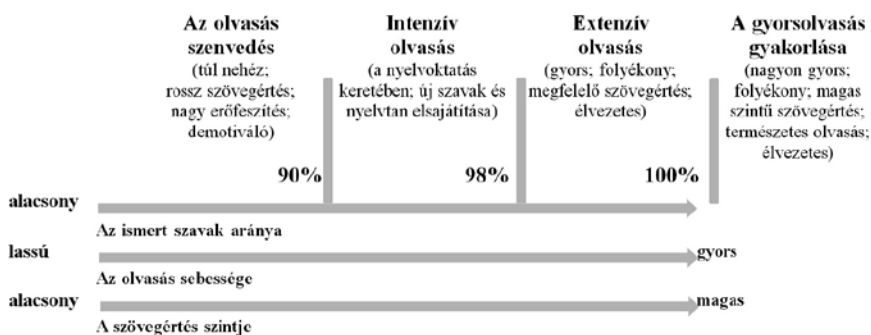 Az olvasás
szenvedés
(túl nehéz;
rossz szövegértés;
nagy erőfeszítés;
demotiváló)
Intenzív
olvasás
(a nyelvoktatás
keretében; új szavak és
nyelvtan elsajátítása)
Extenzív
olvasás
(gyors; folyékony;
megfelelő szövegértés;
élvezetes)
A gyorsolvasás
gyakorlása
(nagyon gyors;
folyékony; magas
szintű szövegértés;
természetes olvasás;
élvezetes)
90%
98%
100%
alacsony
Az ismert szavak aránya
lassú
gyors
Az olvasás sebessége
alacsony
magas
A szövegértés szintje